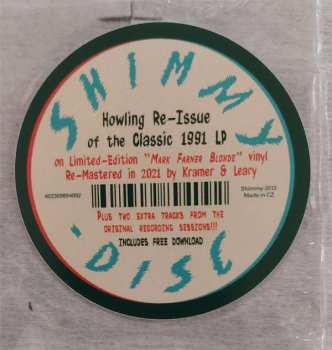 SHIMMY
Howling Re-Issue
of the Classic 1991 LP
on Limited-Edition "Mark Farner Blonde" vinyl
Re-Mastered in 2021 by Kramer & Leary
Shimmy 2012
Made in CZ
Plus two extra tracks from the
original recording sessions!!!
INCLUDES FREE DOWNLOAD
'DISC